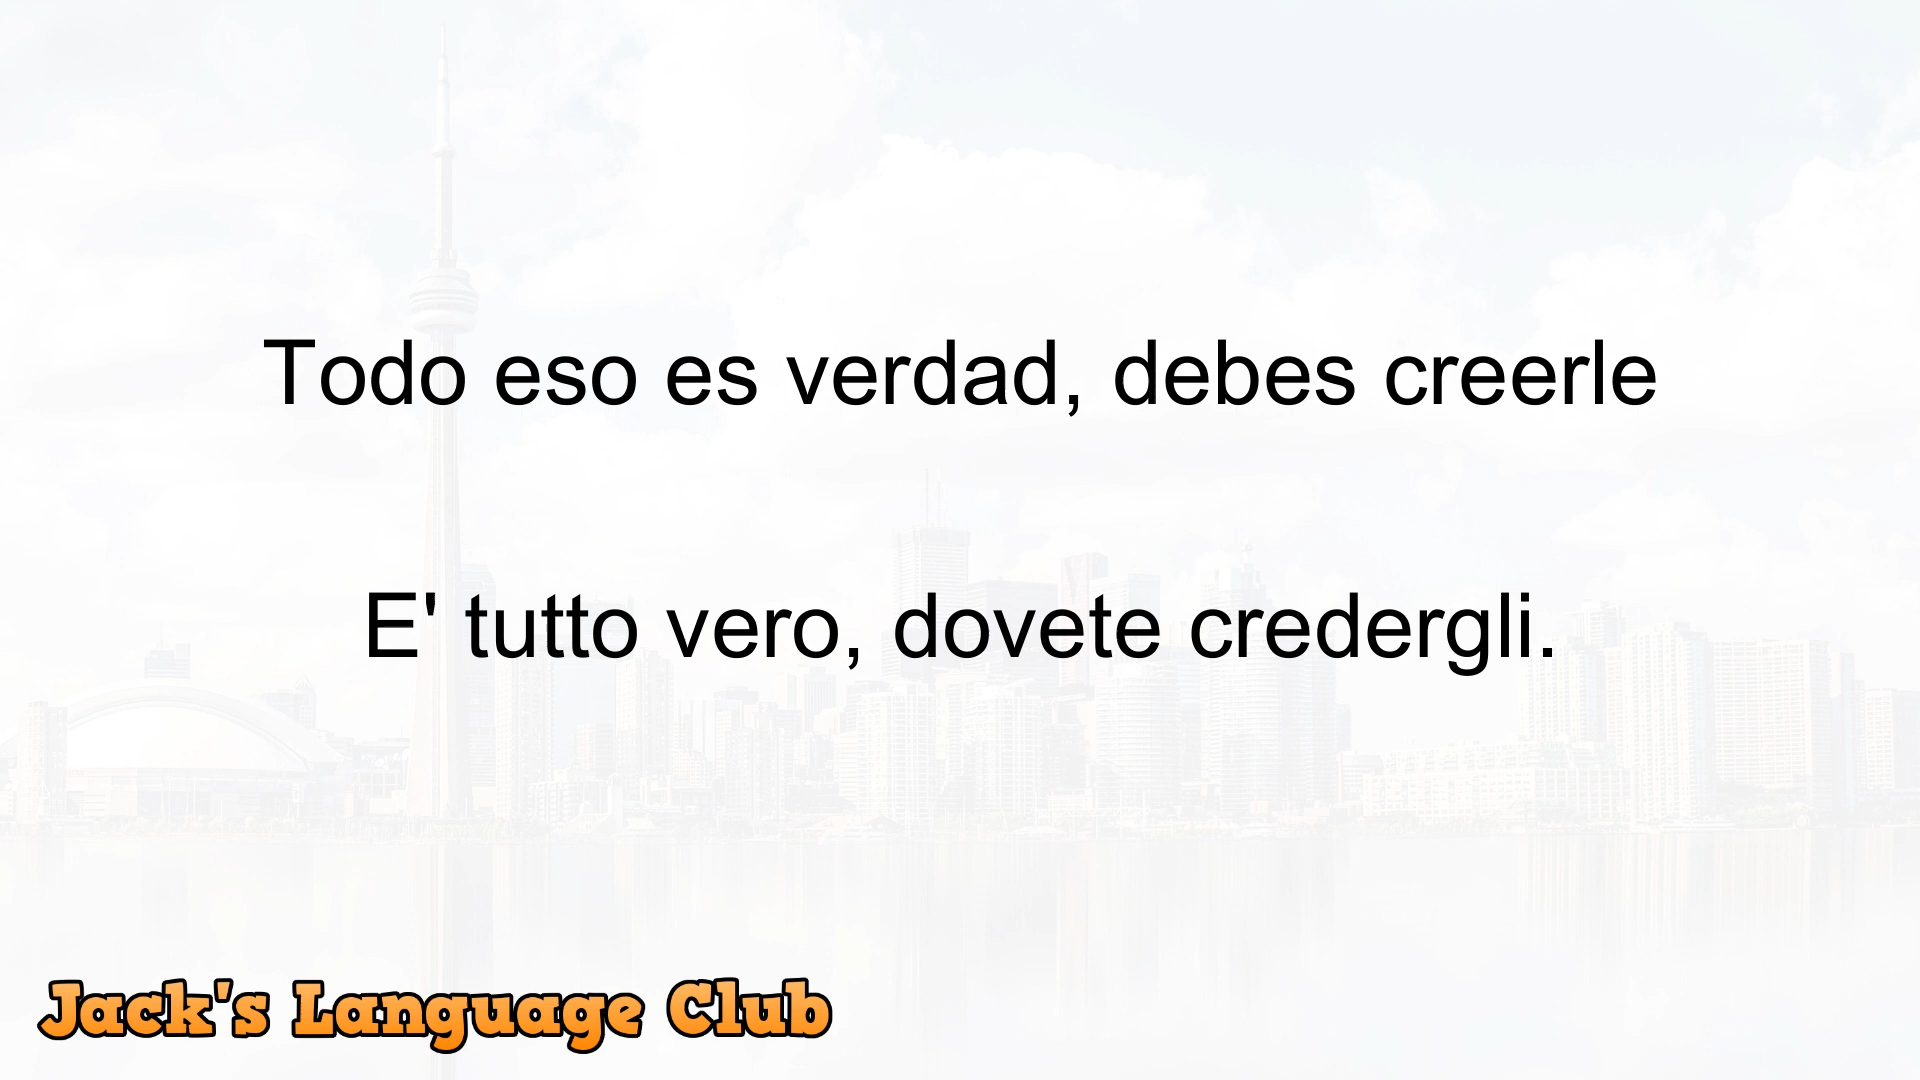 Todo eso es verdad, debes creerle
E' tutto vero, dovete credergli.
Jack's Language Club